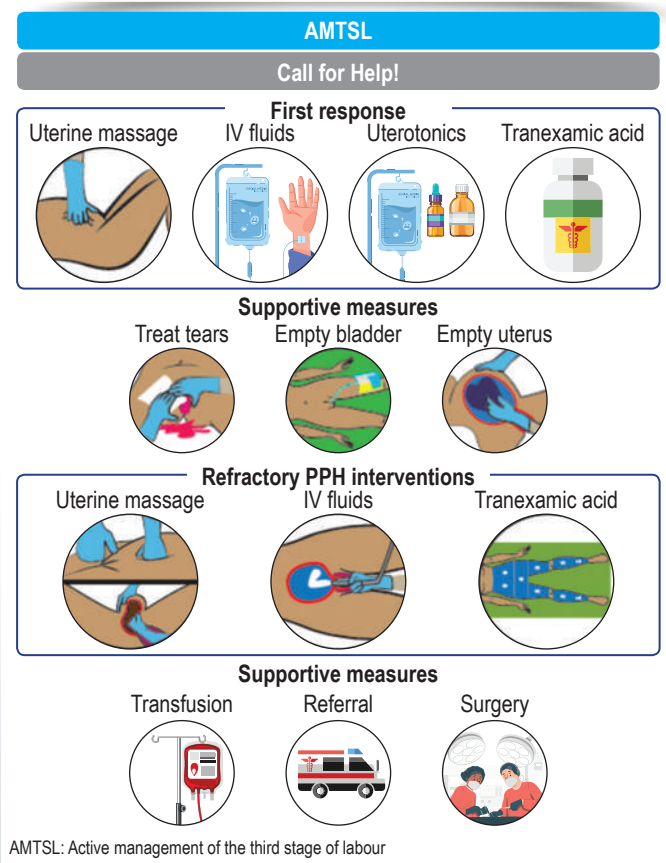 AMTSL
Call for Help!
First response
Uterine massage IV fluids Uterotonics Tranexamic acid
Supportive measures
Treat tears Empty bladder Empty uterus
Refractory PPH interventions
Uterine massage IV fluids Tranexamic acid
Supportive measures
Transfusion Referral Surgery
AMTSL: Active management of the third stage of labour